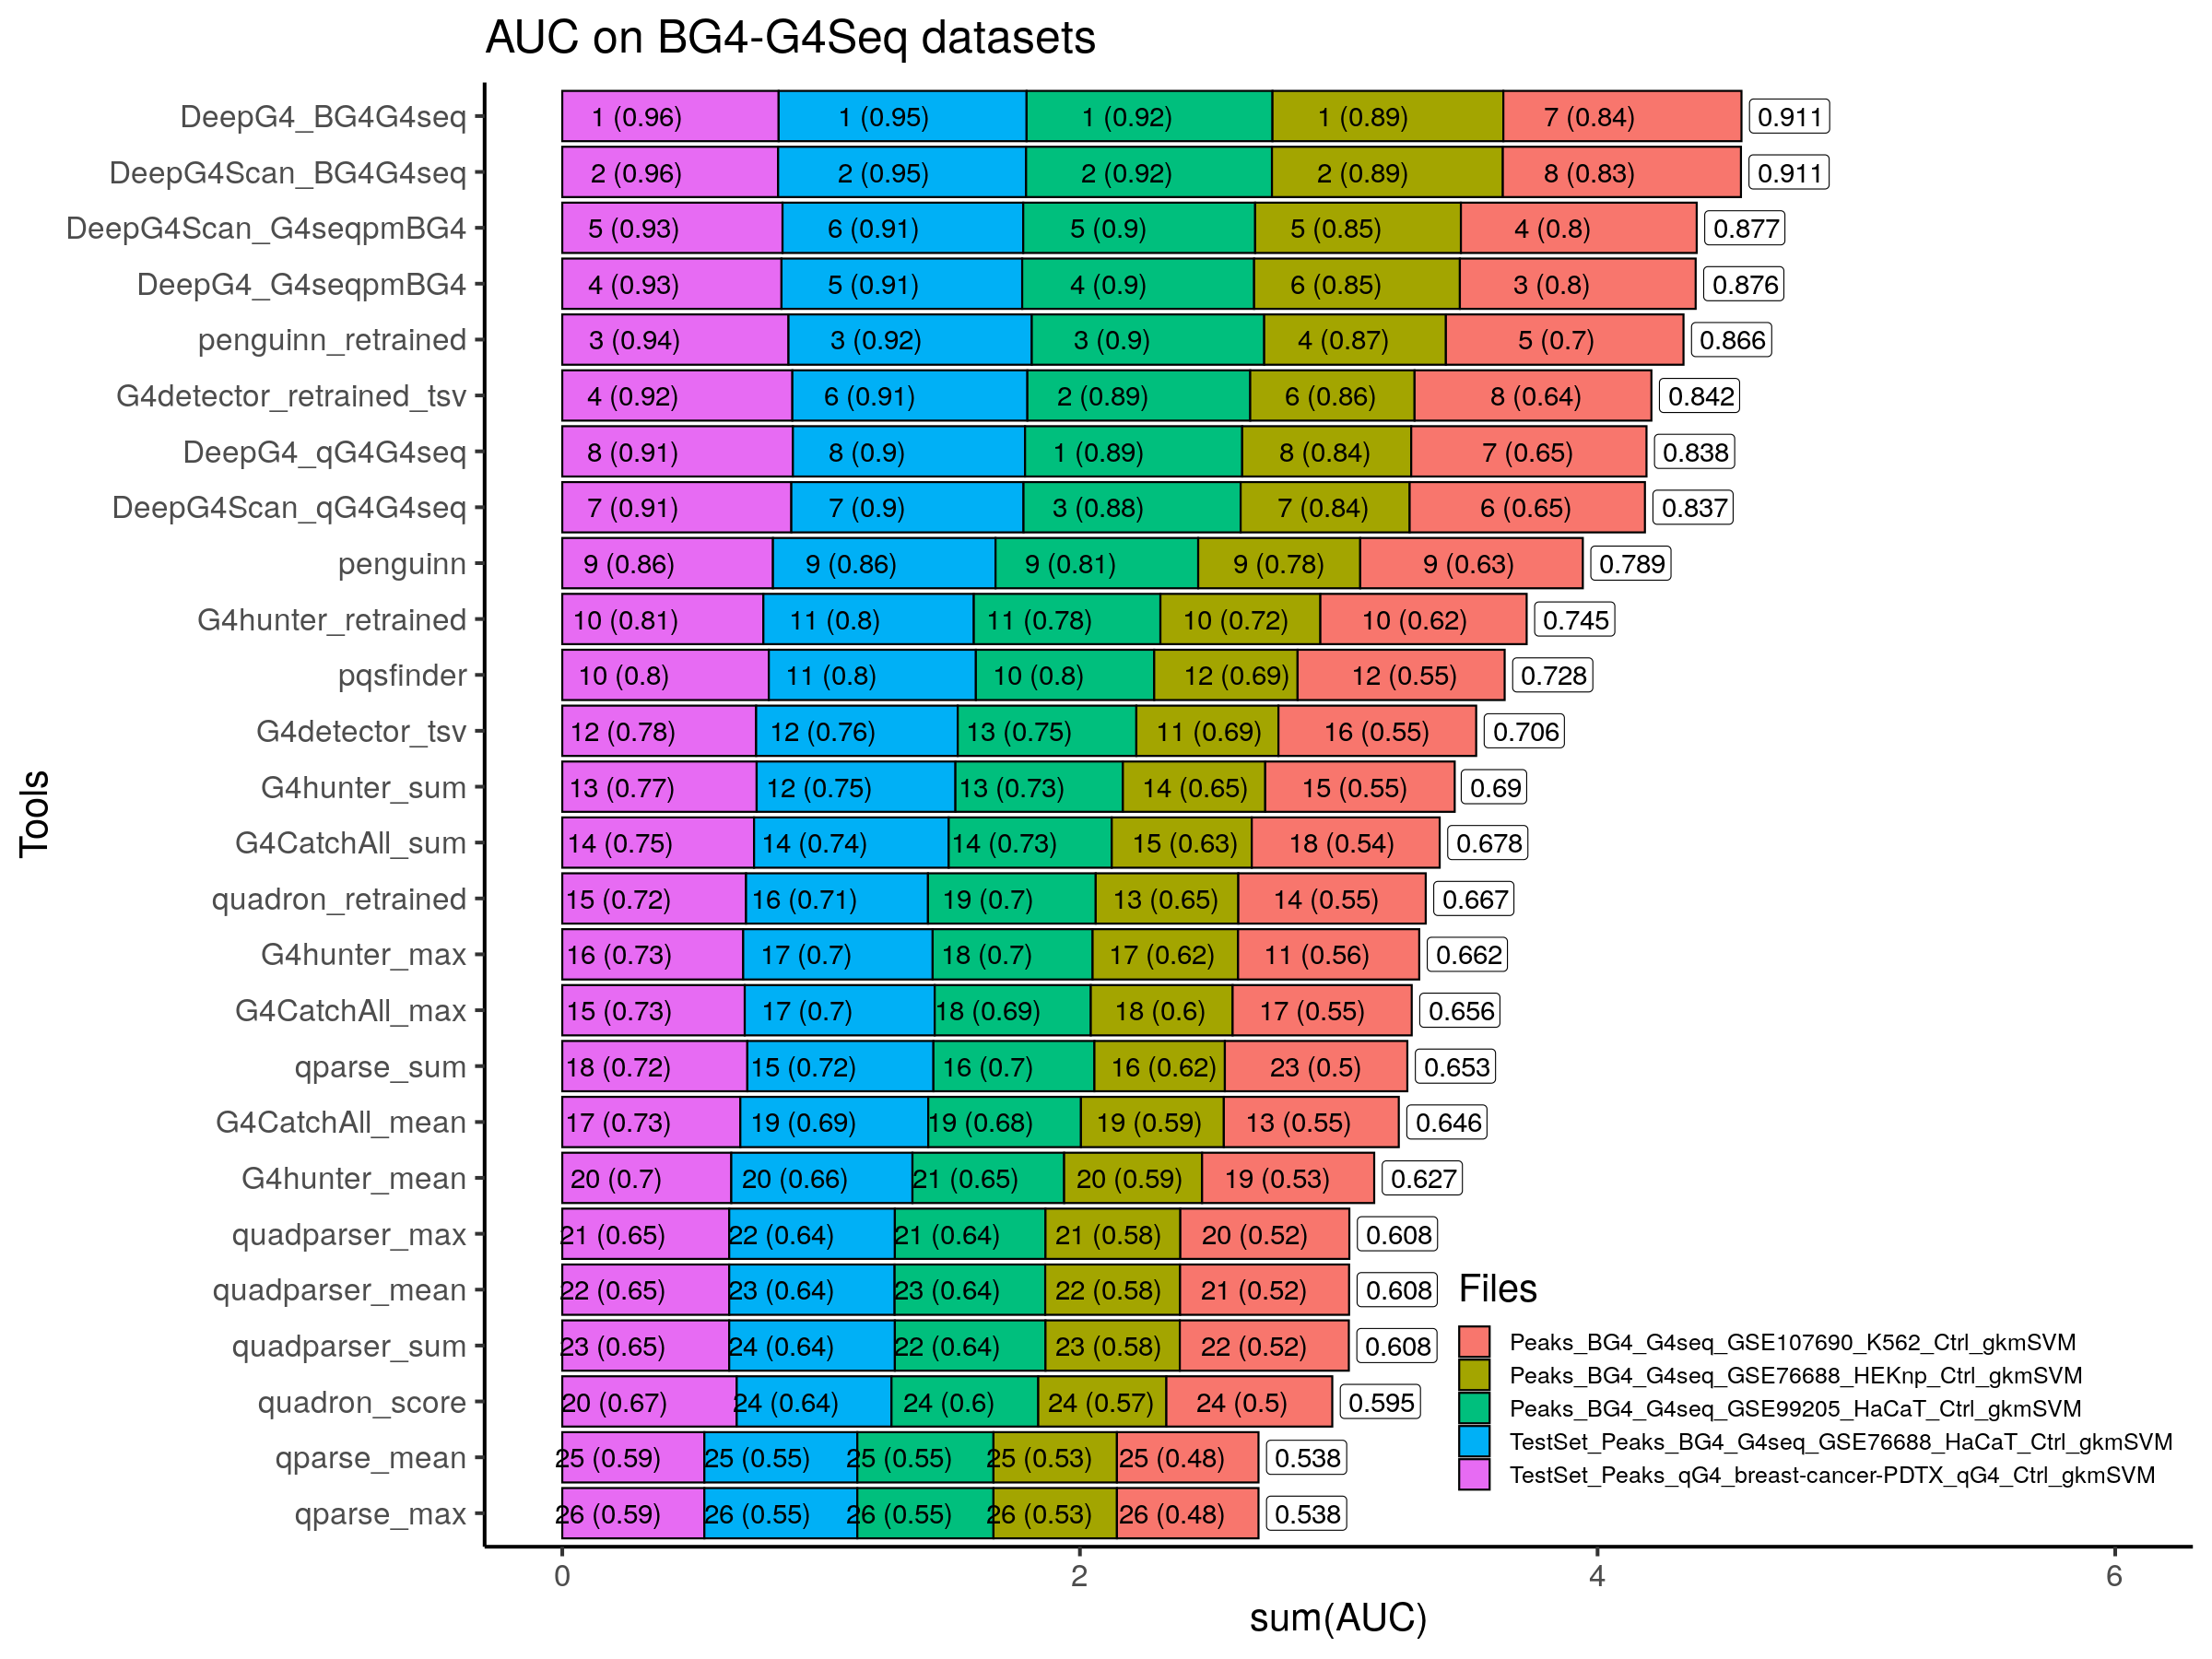 AUC on BG4-G4Seq datasets
DeepG4_BG4G4seq 1 (0.96) 1 (0.95) 1 (0.92) 1 (0.89) 7 (0.84) 0.911
DeepG4Scan_BG4G4seq 2 (0.96) 2 (0.95) 2 (0.92) 2 (0.89) 8 (0.83) 0.911
DeepG4Scan_G4seqpmBG4 5 (0.93) 6 (0.91) 5 (0.9) 5 (0.85) 4 (0.8) 0.877
DeepG4_G4seqpmBG4 4 (0.93) 5 (0.91) 4 (0.9) 6 (0.85) 3 (0.8) 0.876
penguinn_retrained 3 (0.94) 3 (0.92) 3 (0.9) 4 (0.87) 5 (0.7) 0.866
G4detector_retrained_tsv 4 (0.92) 6 (0.91) 2 (0.89) 6 (0.86) 8 (0.64) 0.842
DeepG4_qG4G4seq 8 (0.91) 8 (0.9) 1 (0.89) 8 (0.84) 7 (0.65) 0.838
DeepG4Scan_qG4G4seq 7 (0.91) 7 (0.9) 3 (0.88) 7 (0.84) 6 (0.65) 0.837
penguinn 9 (0.86) 9 (0.86) 9 (0.81) 9 (0.78) 9 (0.63) 0.789
G4hunter_retrained 10 (0.81) 11 (0.8) 11 (0.78) 10 (0.72) 10 (0.62) 0.745
pqsfinder 10 (0.8) 11 (0.8) 10 (0.8) 12 (0.69) 12 (0.55) 0.728
G4detector_tsv 12 (0.78) 12 (0.76) 13 (0.75) 11 (0.69) 16 (0.55) 0.706
G4hunter_sum 13 (0.77) 12 (0.75) 13 (0.73) 14 (0.65) 15 (0.55) 0.69
G4CatchAll_sum 14 (0.75) 14 (0.74) 14 (0.73) 15 (0.63) 18 (0.54) 0.678
quadron_retrained 15 (0.72) 16 (0.71) 19 (0.7) 13 (0.65) 14 (0.55) 0.667
G4hunter_max 16 (0.73) 17 (0.7) 18 (0.7) 17 (0.62) 11 (0.56) 0.662
G4CatchAll_max 15 (0.73) 17 (0.7) 18 (0.69) 18 (0.6) 17 (0.55) 0.656
qparse_sum 18 (0.72) 15 (0.72) 16 (0.7) 16 (0.62) 23 (0.5) 0.653
G4CatchAll_mean 17 (0.73) 19 (0.69) 19 (0.68) 19 (0.59) 13 (0.55) 0.646
G4hunter_mean 20 (0.7) 20 (0.66) 21 (0.65) 20 (0.59) 19 (0.53) 0.627
quadparser_max 21 (0.65) 22 (0.64) 21 (0.64) 21 (0.58) 20 (0.52) 0.608
quadparser_mean 22 (0.65) 23 (0.64) 23 (0.64) 22 (0.58) 21 (0.52) 0.608
quadparser_sum 23 (0.65) 24 (0.64) 22 (0.64) 23 (0.58) 22 (0.52) 0.608
quadron_score 20 (0.67) 24 (0.64) 24 (0.6) 24 (0.57) 24 (0.5) 0.595
qparse_mean 25 (0.59) 25 (0.55) 25 (0.55) 25 (0.53) 25 (0.48) 0.538
qparse_max 26 (0.59) 26 (0.55) 26 (0.55) 26 (0.53) 26 (0.48) 0.538
Tools
0 2 4 6
sum(AUC)
Files
Peaks_BG4_G4seq_GSE107690_K562_Ctrl_gkmSVM
Peaks_BG4_G4seq_GSE76688_HEKnp_Ctrl_gkmSVM
Peaks_BG4_G4seq_GSE99205_HaCaT_Ctrl_gkmSVM
TestSet_Peaks_BG4_G4seq_GSE76688_HaCaT_Ctrl_gkmSVM
TestSet_Peaks_qG4_breast-cancer-PDTX_qG4_Ctrl_gkmSVM